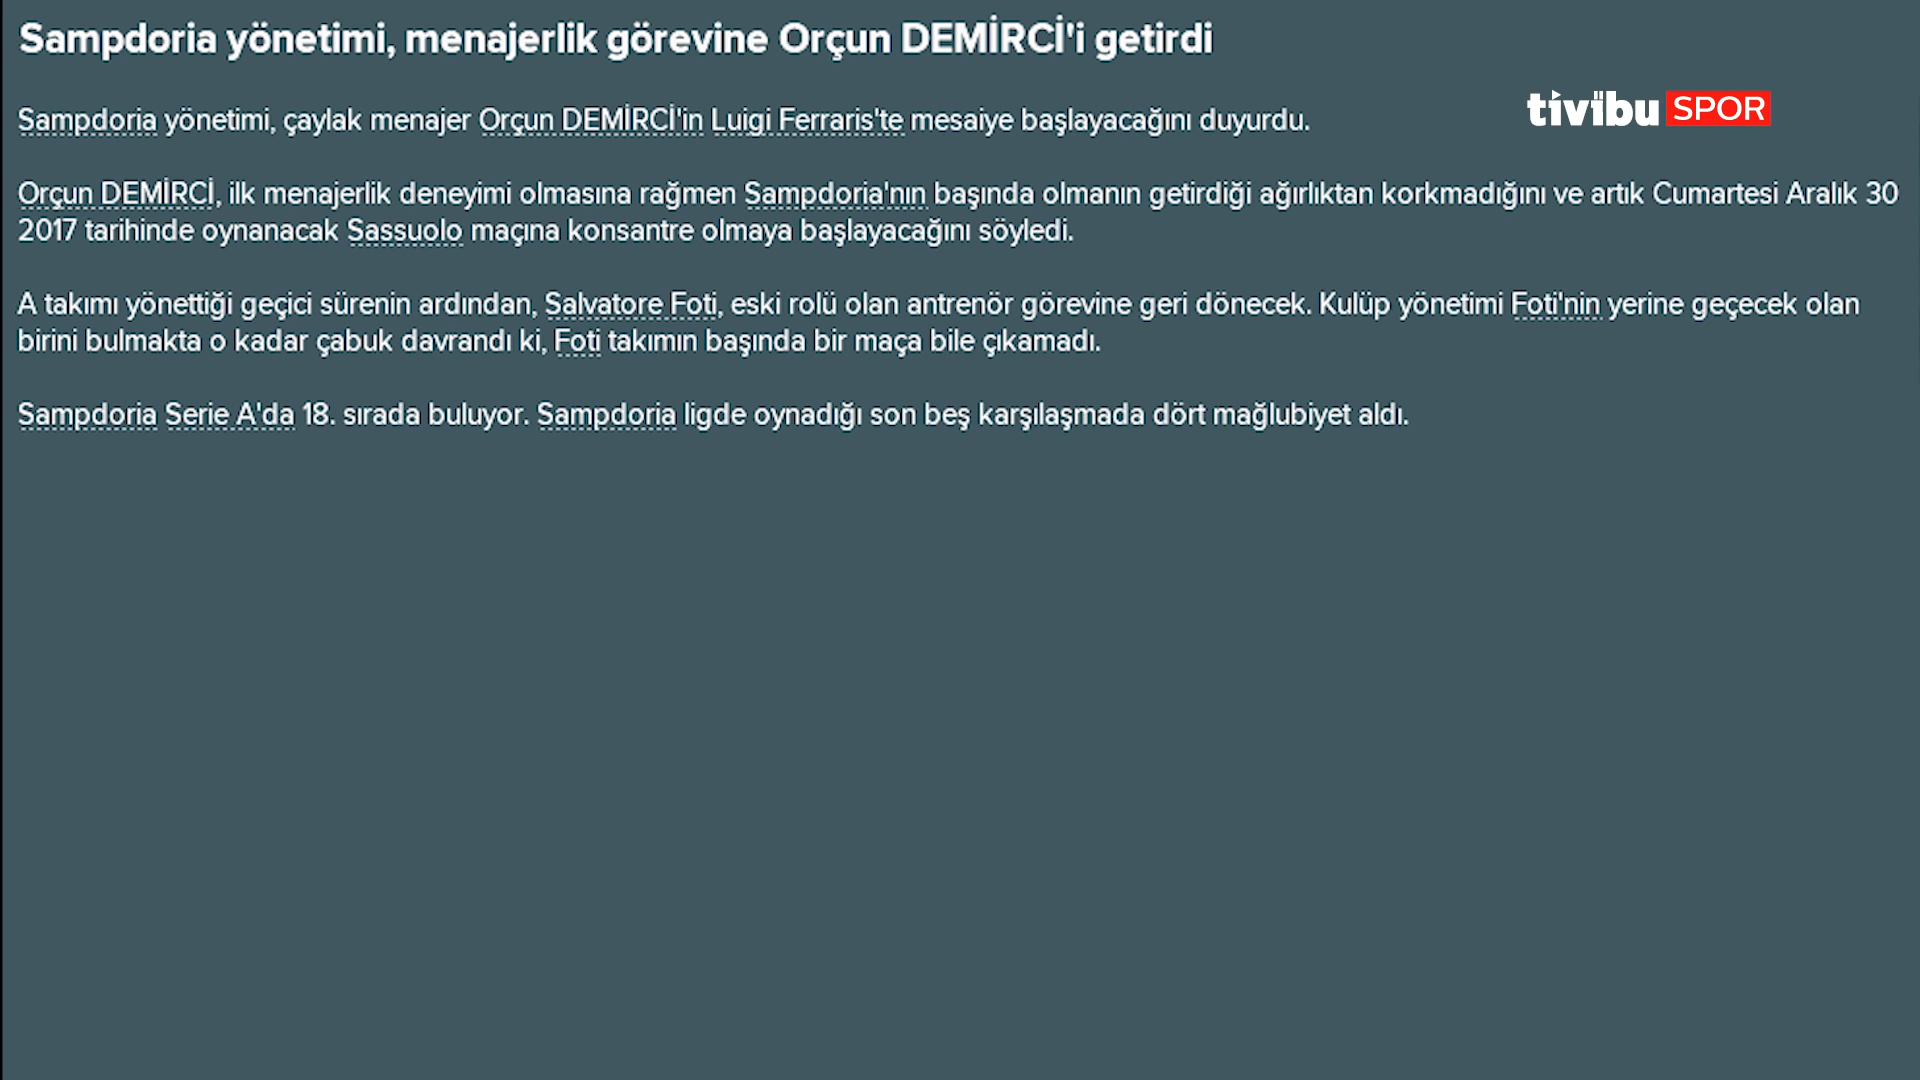 Sampdoria yönetimi, menajerlik görevine Orçun DEMİRCİ'i getirdi
tivibu SPOR
Sampdoria yönetimi, çaylak menajer Orçun DEMİRCİ'in Luigi Ferraris'te mesaiye başlayacağını duyurdu.
Orçun DEMİRCİ, ilk menajerlik deneyimi olmasına rağmen Sampdoria'nın başında olmanın getirdiği ağırlıktan korkmadığını ve artık Cumartesi Aralık 30
2017 tarihinde oynanacak Sassuolo maçına konsantre olmaya başlayacağını söyledi.
A takımı yönettiği geçici sürenin ardından, Salvatore Foti, eski rolü olan antrenör görevine geri dönecek. Kulüp yönetimi Foti'nin yerine geçecek olan
birini bulmakta o kadar çabuk davrandı ki, Foti takımın başında bir maça bile çıkamadı.
Sampdoria Serie A'da 18. sırada buluyor. Sampdoria ligde oynadığı son beş karşılaşmada dört mağlubiyet aldı.